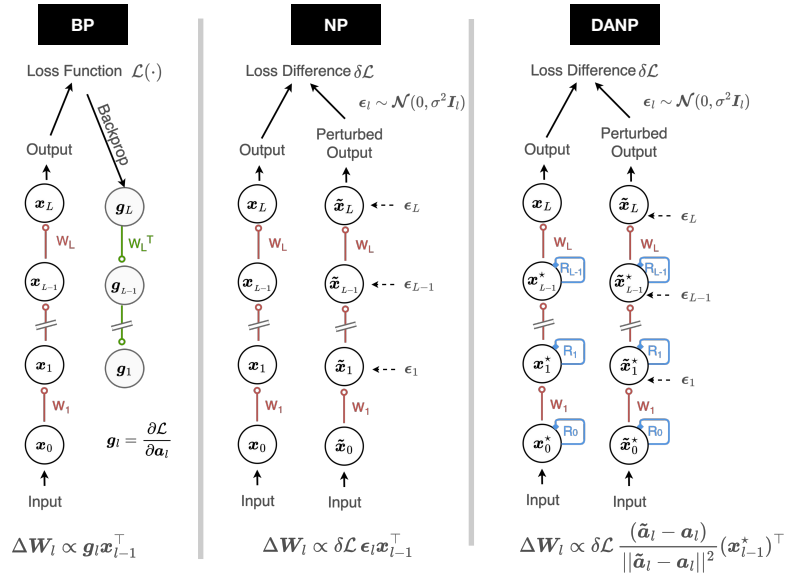 BP
Loss Function 𝓛(·)
Backprop
Output
x_L
g_L
W_L
W_L^T
x_{L-1}
g_{L-1}
x_1
g_1
W_1
x_0
g_l = ∂𝓛/∂a_l
Input
ΔW_l ∝ g_l x_{l-1}^⊤
NP
Loss Difference δ𝓛
ϵ_l ∼ 𝒩(0, σ²I_l)
Output
Perturbed
Output
x_L
x̃_L
ϵ_L
W_L
W_L
x_{L-1}
x̃_{L-1}
ϵ_{L-1}
x_1
x̃_1
ϵ_1
W_1
W_1
x_0
x̃_0
Input
Input
ΔW_l ∝ δ𝓛 ϵ_l x_{l-1}^⊤
DANP
Loss Difference δ𝓛
ϵ_l ∼ 𝒩(0, σ²I_l)
Output
Perturbed
Output
x_L
x̃_L
ϵ_L
W_L
W_L
R_{L-1}
R_{L-1}
x_{L-1}^⋆
x̃_{L-1}^⋆
ϵ_{L-1}
R_1
R_1
x_1^⋆
x̃_1^⋆
ϵ_1
W_1
W_1
R_0
R_0
x_0^⋆
x̃_0^⋆
Input
Input
ΔW_l ∝ δ𝓛 (ã_l − a_l)/||ã_l − a_l||² (x_{l-1}^⋆)^⊤